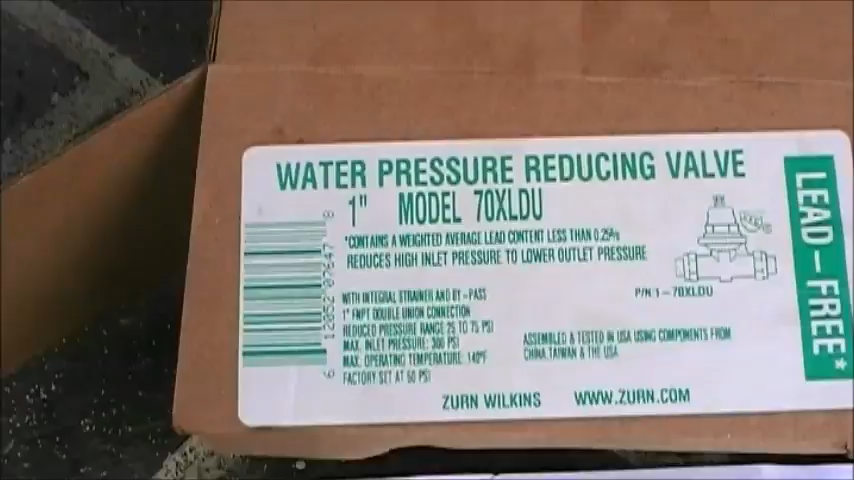 WATER PRESSURE REDUCING VALVE
1" MODEL 70XLDU
*CONTAINS A WEIGHTED AVERAGE LEAD CONTENT LESS THAN 0.25%
REDUCES HIGH INLET PRESSURE TO LOWER OUTLET PRESSURE
P/N 1-70XLDU
WITH INTEGRAL STRAINER AND BY-PASS
1" FNPT DOUBLE UNION CONNECTION
REDUCED PRESSURE RANGE 25 TO 75 PSI
MAX. INLET PRESSURE: 300 PSI
MAX. OPERATING TEMPERATURE: 140°F
FACTORY SET AT 50 PSI
ASSEMBLED & TESTED IN USA USING COMPONENTS FROM
CHINA, TAIWAN & THE USA
ZURN WILKINS WWW.ZURN.COM
LEAD-FREE*
6 12052 07647 8